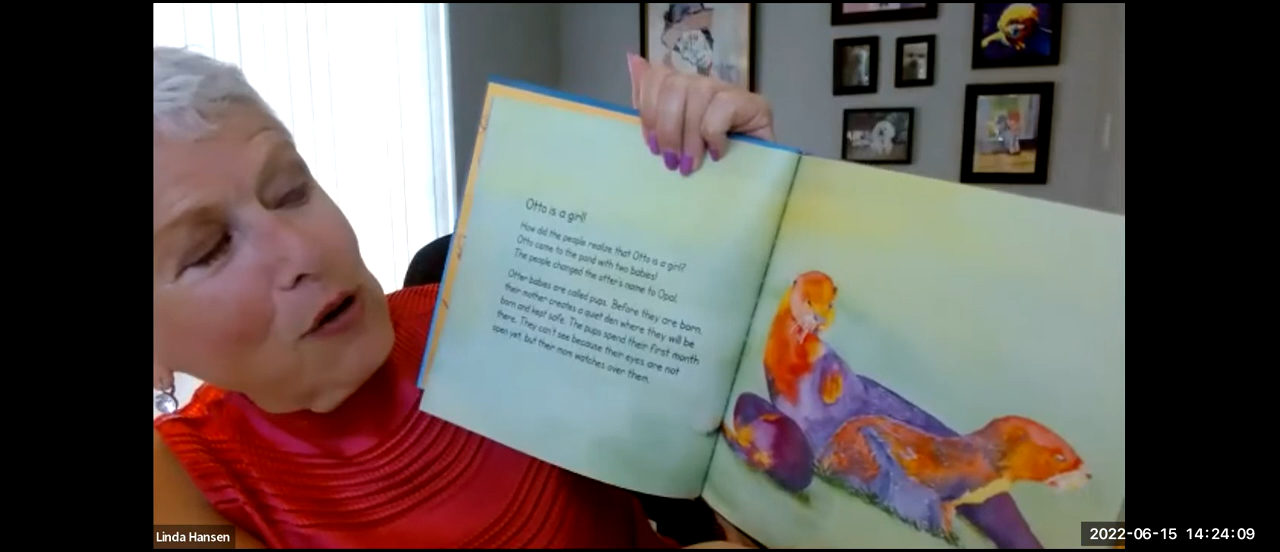 Otto is a girl!
How did the people realize that Otto is a girl?
Otto came to the pond with two babies!
The people changed the otter's name to Opal.
Otter babies are called pups. Before they are born,
their mother creates a quiet den where they will be
born and kept safe. The pups spend their first month
there. They can't see because their eyes are not
open yet, but their mom watches over them.
Linda Hansen
2022-06-15 14:24:09